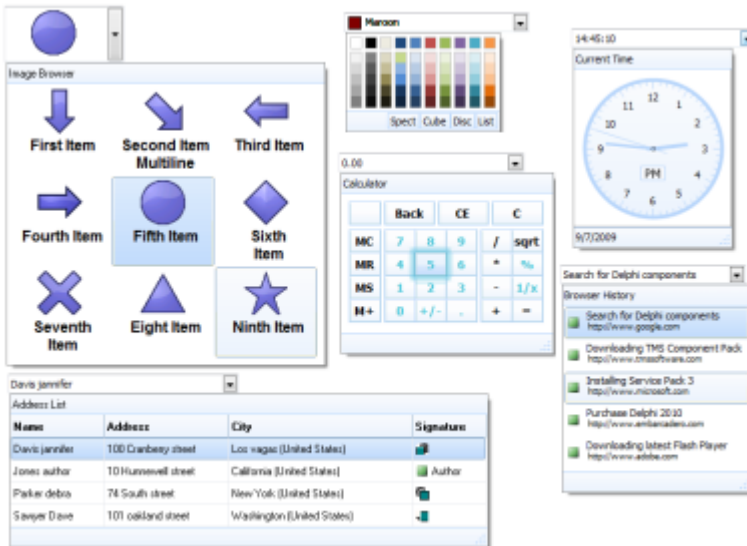 Image Browser
First Item
Second Item
Multiline
Third Item
Fourth Item
Fifth Item
Sixth
Item
Seventh
Item
Eight Item
Ninth Item
Maroon
Spect Cube Disc List
0.00
Calculator
Back CE C
MC 7 8 9 / sqrt
MR 4 5 6 * %
MS 1 2 3 - 1/x
M+ 0 +/- . + =
14:45:10
Current Time
12
11 1
10 2
9 3
8 PM 4
7 5
6
9/7/2009
Search for Delphi components
Browser History
Search for Delphi components
http://www.google.com
Downloading TMS Component Pack
http://www.tmssoftware.com
Installing Service Pack 3
http://www.microsoft.com
Purchase Delphi 2010
http://www.embarcadero.com
Downloading latest Flash Player
http://www.adobe.com
Davis jannifer
Address List
Name Address City Signature
Davis jannifer 100 Cranberry street Los vagas (United States)
Jones author 10 Hunnewell street California (United States) Author
Parker debra 74 South street New York (United States)
Sawyer Dave 101 oakland street Washington (United States)